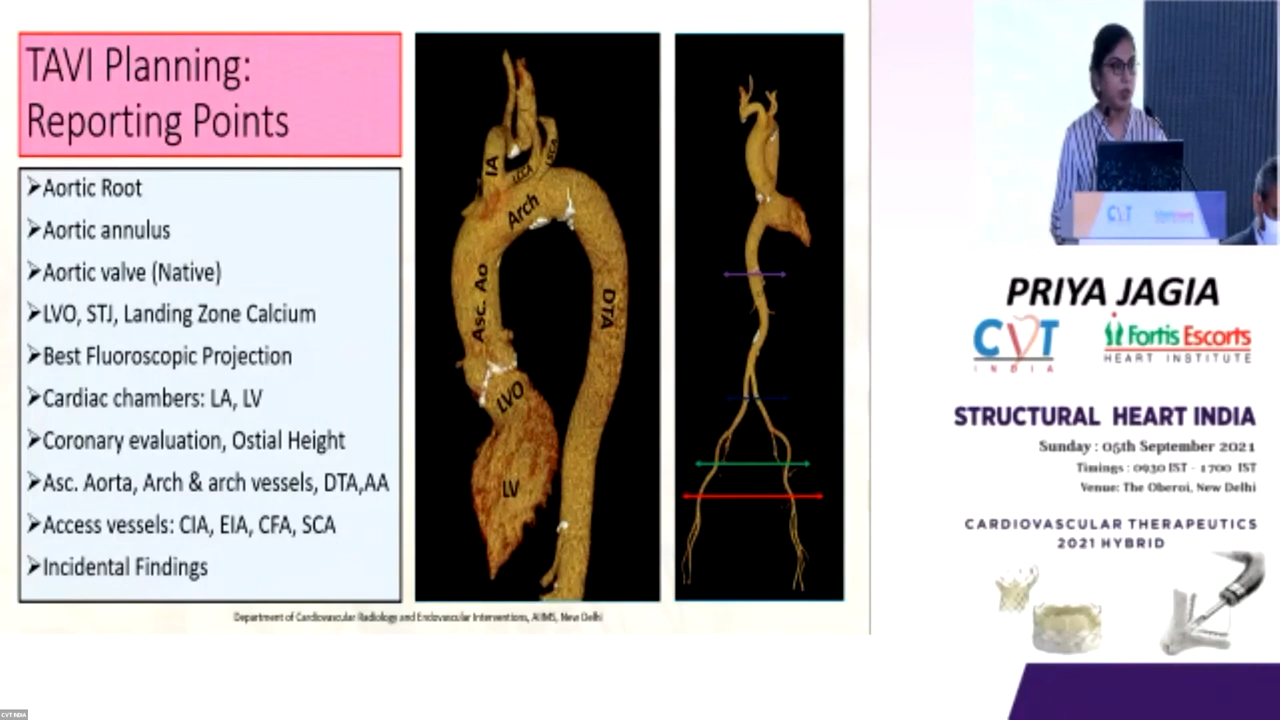 TAVI Planning:
Reporting Points
➢Aortic Root
➢Aortic annulus
➢Aortic valve (Native)
➢LVO, STJ, Landing Zone Calcium
➢Best Fluoroscopic Projection
➢Cardiac chambers: LA, LV
➢Coronary evaluation, Ostial Height
➢Asc. Aorta, Arch & arch vessels, DTA,AA
➢Access vessels: CIA, EIA, CFA, SCA
➢Incidental Findings
IA
LCCA
Arch
Asc. Ao
DTA
LVO
LV
Department of Cardiovascular Radiology and Endovascular Interventions, AIIMS, New Delhi
CVT
PRIYA JAGIA
CVT
INDIA
Fortis Escorts
HEART INSTITUTE
STRUCTURAL HEART INDIA
Sunday : 05th September 2021
Timings : 0930 IST - 1700 IST
Venue: The Oberoi, New Delhi
CARDIOVASCULAR THERAPEUTICS
2021 HYBRID
CVT INDIA